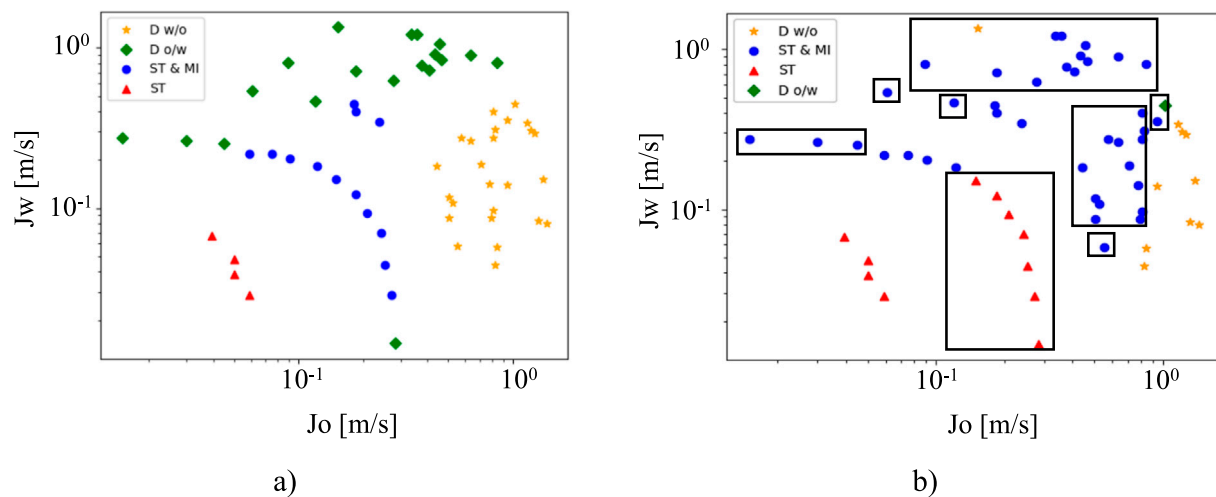 D w/o
D o/w
ST & MI
ST
10⁰
10⁻¹
Jw [m/s]
10⁻¹
10⁰
Jo [m/s]
a)
D w/o
ST & MI
ST
D o/w
10⁰
10⁻¹
Jw [m/s]
10⁻¹
10⁰
Jo [m/s]
b)